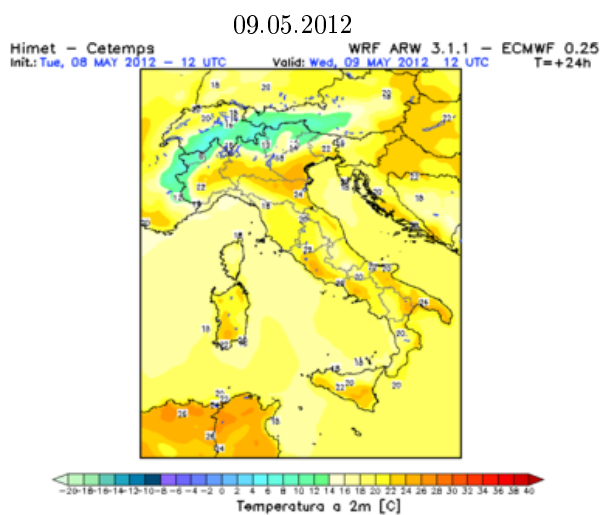 09.05.2012
Himet - Cetemps WRF ARW 3.1.1 - ECMWF 0.25
Init.: Tue, 08 MAY 2012 - 12 UTC Valid: Wed, 09 MAY 2012 12 UTC T=+24h
-20 -18 -16 -14 -12 -10 -8 -6 -4 -2 0 2 4 6 8 10 12 14 16 18 20 22 24 26 28 30 32 34 36 38 40
Temperatura a 2m [C]